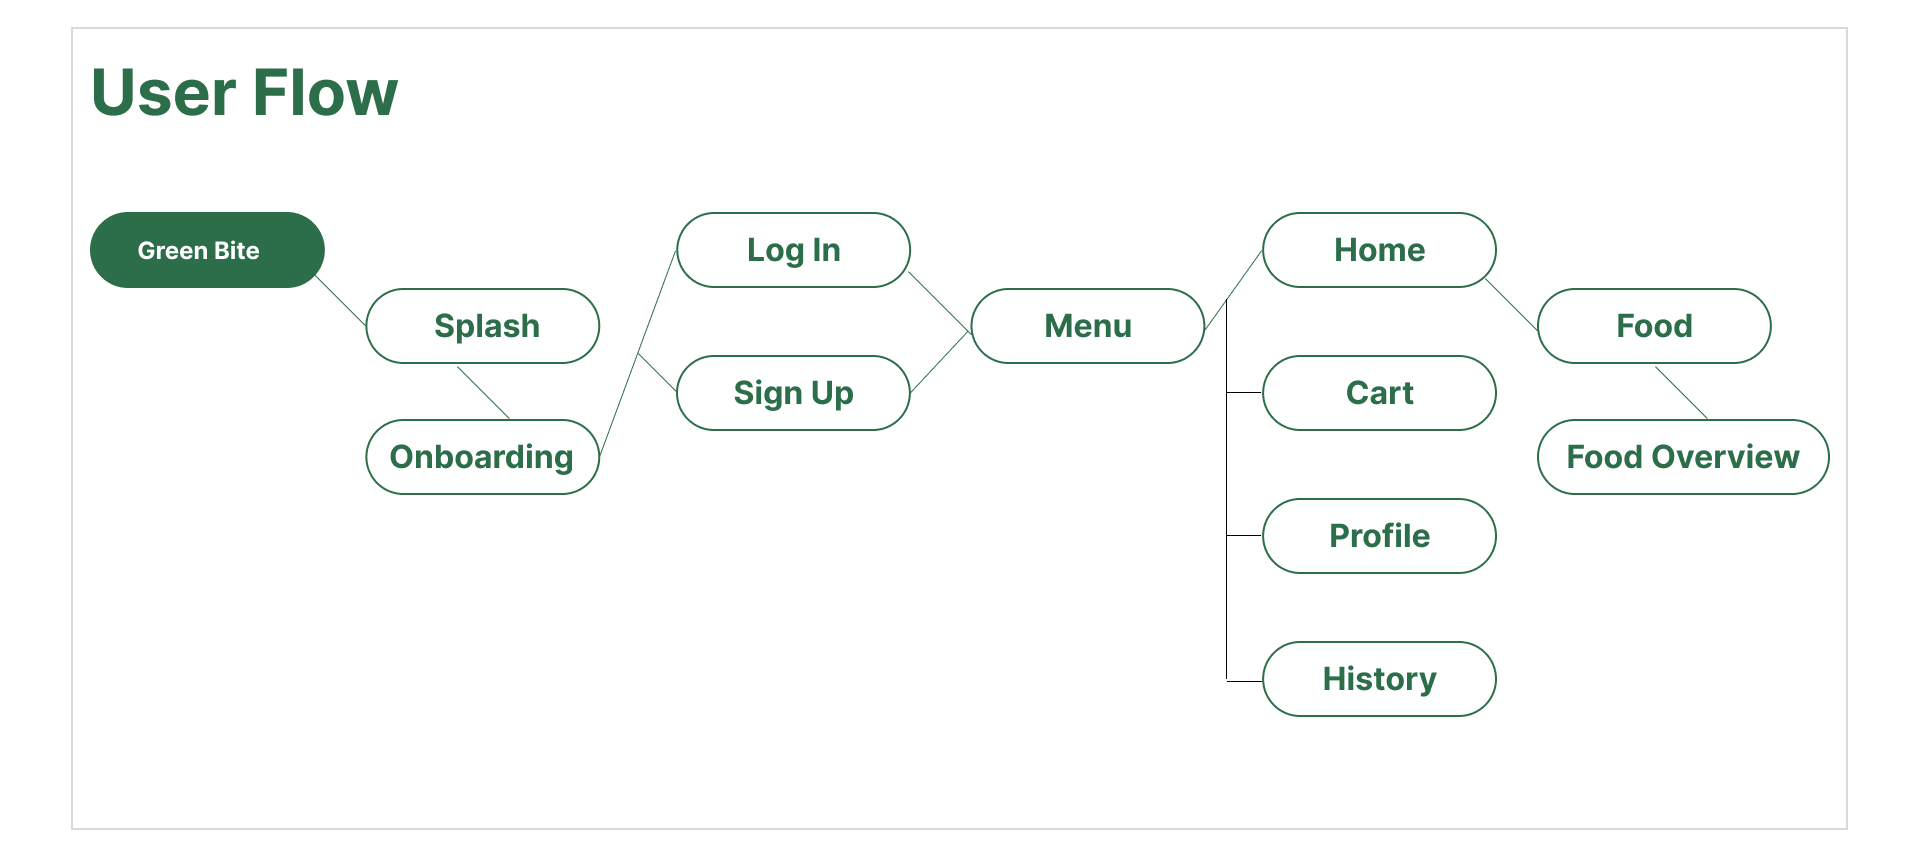 User Flow
Green Bite
Splash
Onboarding
Log In
Sign Up
Menu
Home
Cart
Profile
History
Food
Food Overview